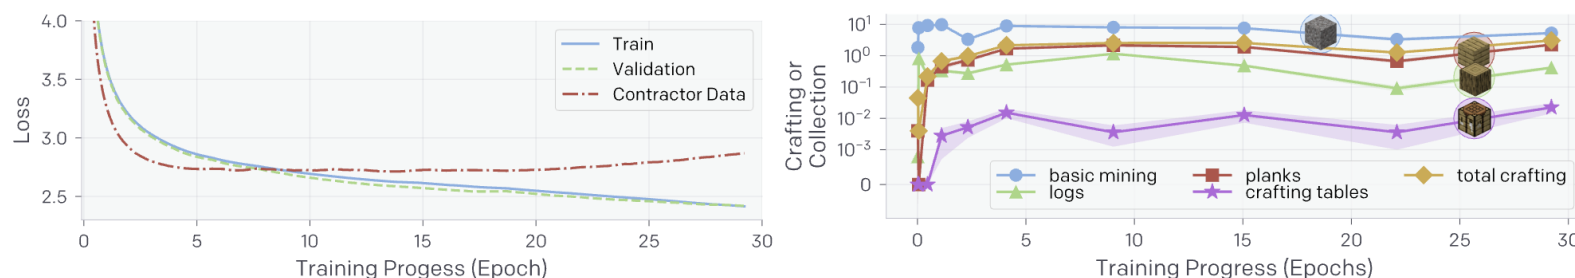 4.0
3.5
3.0
2.5
Loss
Train
Validation
Contractor Data
0 5 10 15 20 25 30
Training Progess (Epoch)
10¹
10⁰
10⁻¹
10⁻²
10⁻³
0
Crafting or
Collection
basic mining planks total crafting
logs crafting tables
0 5 10 15 20 25 30
Training Progress (Epochs)